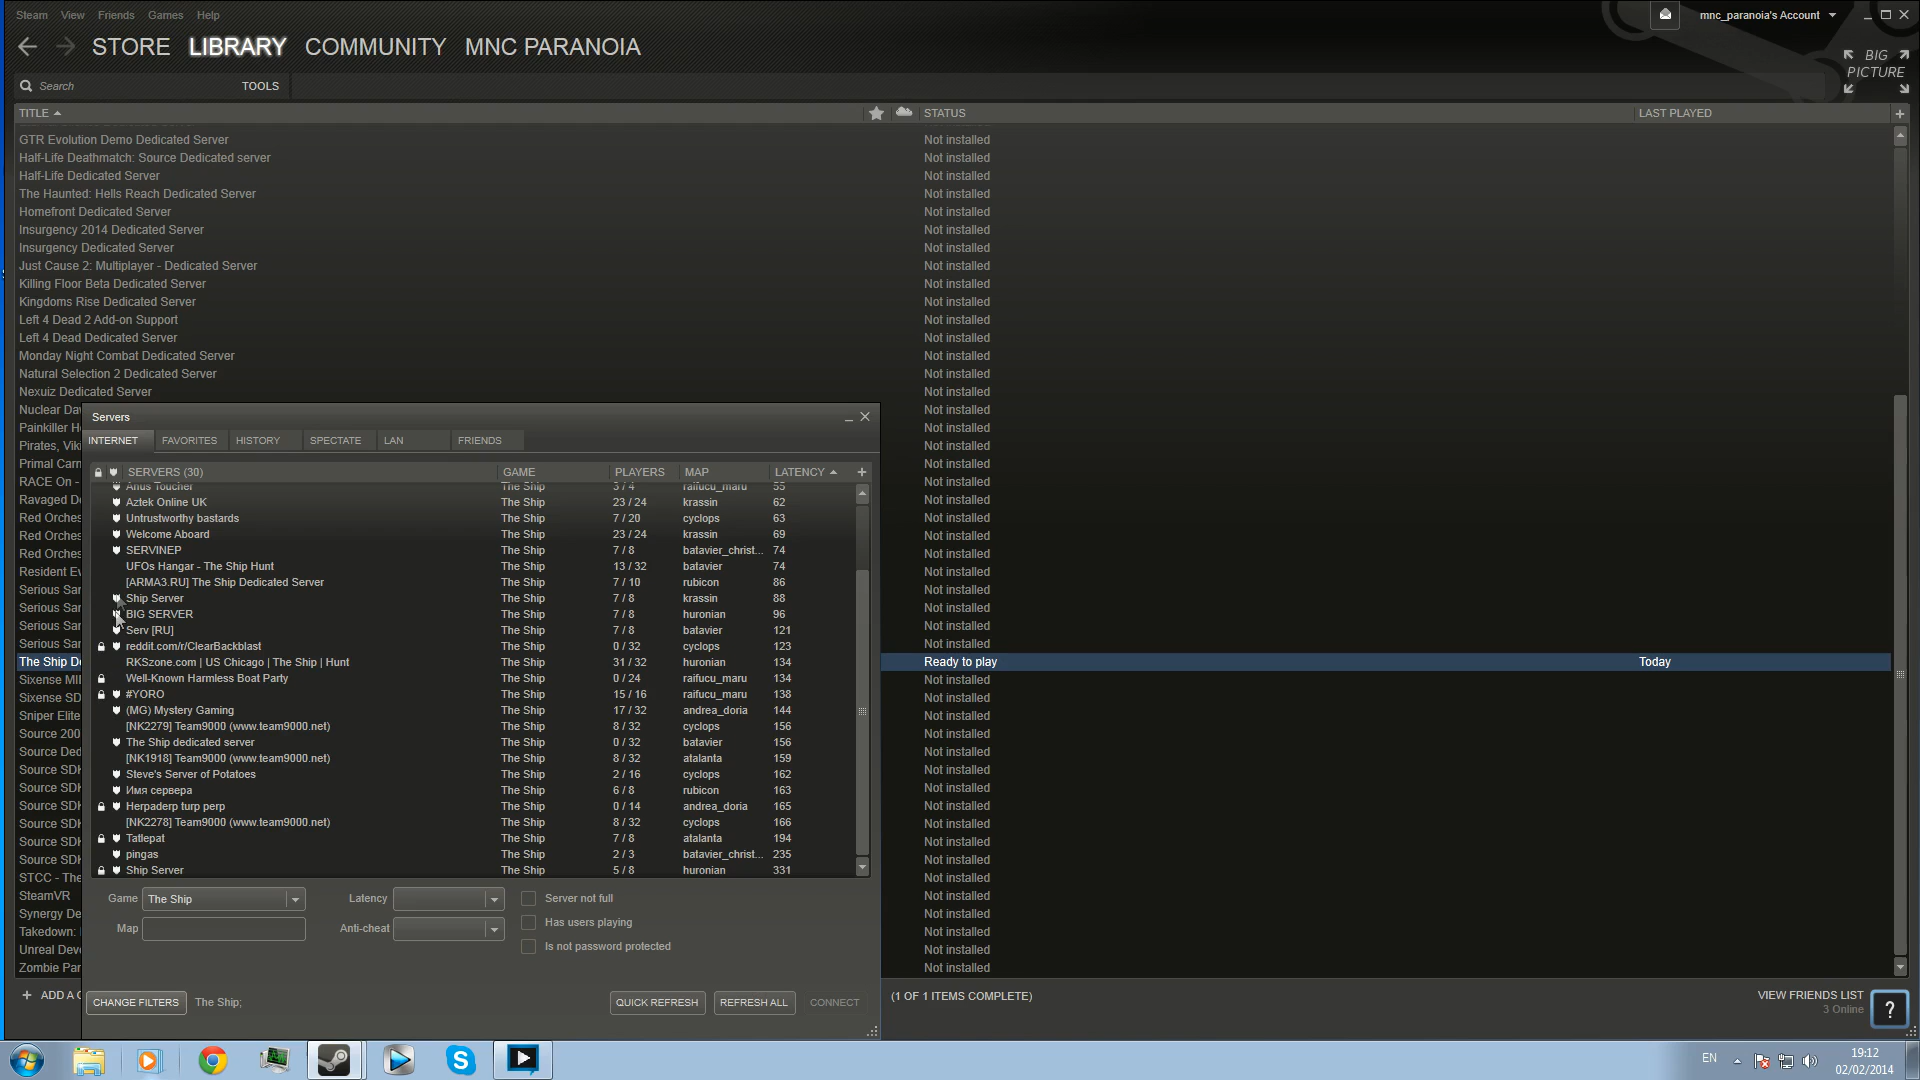 Steam View Friends Games Help
mnc_paranoia's Account
STORE LIBRARY COMMUNITY MNC PARANOIA
BIG PICTURE
Search TOOLS
TITLE STATUS LAST PLAYED
GTR Evolution Demo Dedicated Server Not installed
Half-Life Deathmatch: Source Dedicated server Not installed
Half-Life Dedicated Server Not installed
The Haunted: Hells Reach Dedicated Server Not installed
Homefront Dedicated Server Not installed
Insurgency 2014 Dedicated Server Not installed
Insurgency Dedicated Server Not installed
Just Cause 2: Multiplayer - Dedicated Server Not installed
Killing Floor Beta Dedicated Server Not installed
Kingdoms Rise Dedicated Server Not installed
Left 4 Dead 2 Add-on Support Not installed
Left 4 Dead Dedicated Server Not installed
Monday Night Combat Dedicated Server Not installed
Natural Selection 2 Dedicated Server Not installed
Nexuiz Dedicated Server Not installed
Nuclear Da Not installed
Painkiller H Not installed
Pirates, Viki Not installed
Primal Carn Not installed
RACE On - Not installed
Ravaged D Not installed
Red Orches Not installed
Red Orches Not installed
Red Orches Not installed
Resident Ev Not installed
Serious Sar Not installed
Serious Sar Not installed
Serious Sar Not installed
Serious Sar Not installed
The Ship De Ready to play Today
Sixense MI Not installed
Sixense SD Not installed
Sniper Elite Not installed
Source 200 Not installed
Source Ded Not installed
Source SDK Not installed
Source SDK Not installed
Source SDK Not installed
Source SDK Not installed
Source SDK Not installed
STCC - The Not installed
SteamVR Not installed
Synergy De Not installed
Takedown: Not installed
Unreal Deve Not installed
Zombie Pan Not installed
Servers
INTERNET FAVORITES HISTORY SPECTATE LAN FRIENDS
SERVERS (30) GAME PLAYERS MAP LATENCY
Anus Toucher The Ship 3 / 4 raifucu_maru 55
Aztek Online UK The Ship 23 / 24 krassin 62
Untrustworthy bastards The Ship 7 / 20 cyclops 63
Welcome Aboard The Ship 23 / 24 krassin 69
SERVINEP The Ship 7 / 8 batavier_christ... 74
UFOs Hangar - The Ship Hunt The Ship 13 / 32 batavier 74
[ARMA3.RU] The Ship Dedicated Server The Ship 7 / 10 rubicon 86
Ship Server The Ship 7 / 8 krassin 88
BIG SERVER The Ship 7 / 8 huronian 96
Serv [RU] The Ship 7 / 8 batavier 121
reddit.com/r/ClearBackblast The Ship 0 / 32 cyclops 123
RKSzone.com | US Chicago | The Ship | Hunt The Ship 31 / 32 huronian 134
Well-Known Harmless Boat Party The Ship 0 / 24 raifucu_maru 134
#YORO The Ship 15 / 16 raifucu_maru 138
(MG) Mystery Gaming The Ship 17 / 32 andrea_doria 144
[NK2279] Team9000 (www.team9000.net) The Ship 8 / 32 cyclops 156
The Ship dedicated server The Ship 0 / 32 batavier 156
[NK1918] Team9000 (www.team9000.net) The Ship 8 / 32 atalanta 159
Steve's Server of Potatoes The Ship 2 / 16 cyclops 162
Имя сервера The Ship 6 / 8 rubicon 163
Herpaderp turp perp The Ship 0 / 14 andrea_doria 165
[NK2278] Team9000 (www.team9000.net) The Ship 8 / 32 cyclops 166
Tatlepat The Ship 7 / 8 atalanta 194
pingas The Ship 2 / 3 batavier_christ... 235
Ship Server The Ship 5 / 8 huronian 331
Game The Ship Latency Server not full
Map Anti-cheat Has users playing
Is not password protected
CHANGE FILTERS The Ship; QUICK REFRESH REFRESH ALL CONNECT
ADD A G (1 OF 1 ITEMS COMPLETE) VIEW FRIENDS LIST
3 Online
?
EN 19:12
02/02/2014